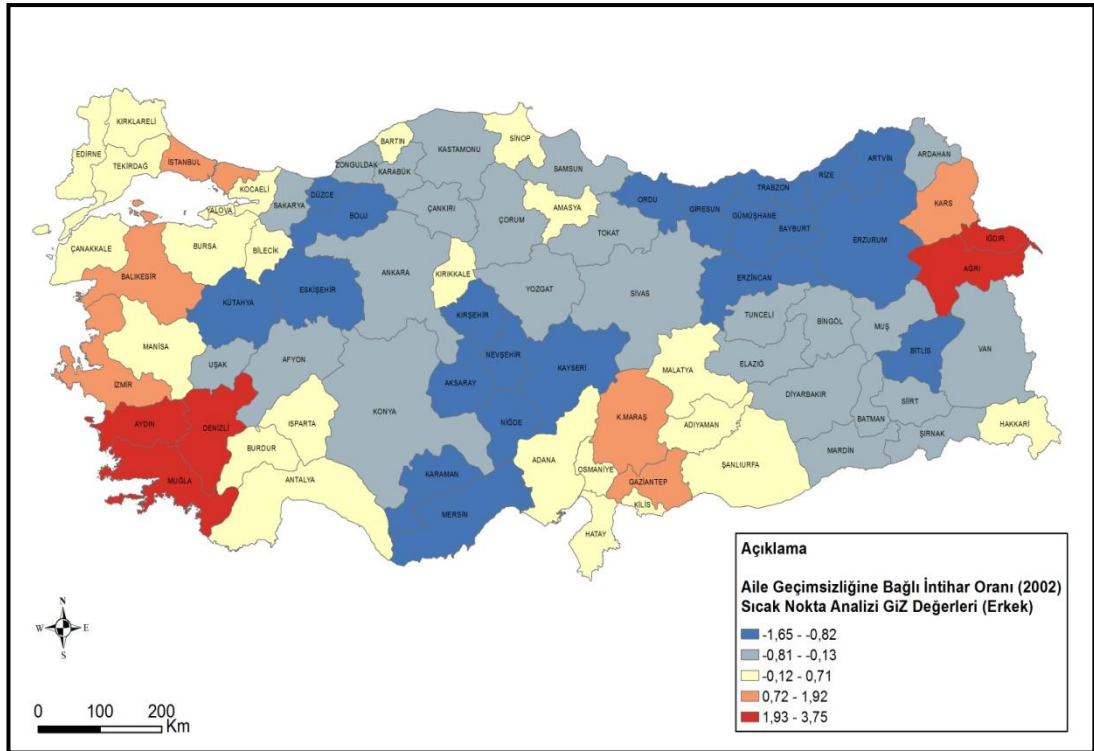 KIRKLARELİ
EDİRNE
TEKİRDAĞ
İSTANBUL
KOCAELİ
YALOVA
SAKARYA
DÜZCE
BOLU
ZONGULDAK
BARTIN
KARABÜK
KASTAMONU
SİNOP
SAMSUN
ÇANKIRI
ÇORUM
AMASYA
TOKAT
ORDU
GİRESUN
TRABZON
GÜMÜŞHANE
BAYBURT
RİZE
ARTVİN
ARDAHAN
KARS
IĞDIR
AĞRI
ERZURUM
ERZİNCAN
ÇANAKKALE
BALIKESİR
BURSA
BİLECİK
KÜTAHYA
ESKİŞEHİR
ANKARA
KIRIKKALE
YOZGAT
SİVAS
TUNCELİ
BİNGÖL
MUŞ
BİTLİS
VAN
MANİSA
UŞAK
AFYON
KIRŞEHİR
NEVŞEHİR
KAYSERİ
AKSARAY
NİĞDE
MALATYA
ELAZIĞ
DİYARBAKIR
BATMAN
SİİRT
ŞIRNAK
HAKKARİ
MARDİN
İZMİR
AYDIN
DENİZLİ
MUĞLA
ISPARTA
BURDUR
ANTALYA
KONYA
KARAMAN
MERSİN
ADANA
K.MARAŞ
ADIYAMAN
OSMANİYE
GAZİANTEP
ŞANLIURFA
KİLİS
HATAY
Açıklama
Aile Geçimsizliğine Bağlı İntihar Oranı (2002)
Sıcak Nokta Analizi GiZ Değerleri (Erkek)
-1,65 - -0,82
-0,81 - -0,13
-0,12 - 0,71
0,72 - 1,92
1,93 - 3,75
N
W E
S
0 100 200
Km